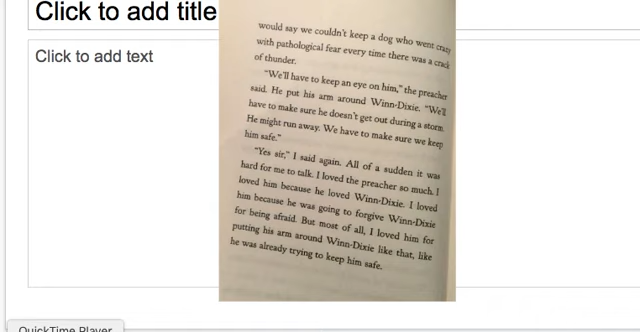 Click to add title
Click to add text
would say we couldn't keep a dog who went crazy
with pathological fear every time there was a crack
of thunder.
"We'll have to keep an eye on him," the preacher
said. He put his arm around Winn-Dixie. "We'll
have to make sure he doesn't get out during a storm.
He might run away. We have to make sure we keep
him safe."
"Yes sir," I said again. All of a sudden it was
hard for me to talk. I loved the preacher so much. I
loved him because he loved Winn-Dixie. I loved
him because he was going to forgive Winn-Dixie
for being afraid. But most of all, I loved him for
putting his arm around Winn-Dixie like that, like
he was already trying to keep him safe.
QuickTime Player